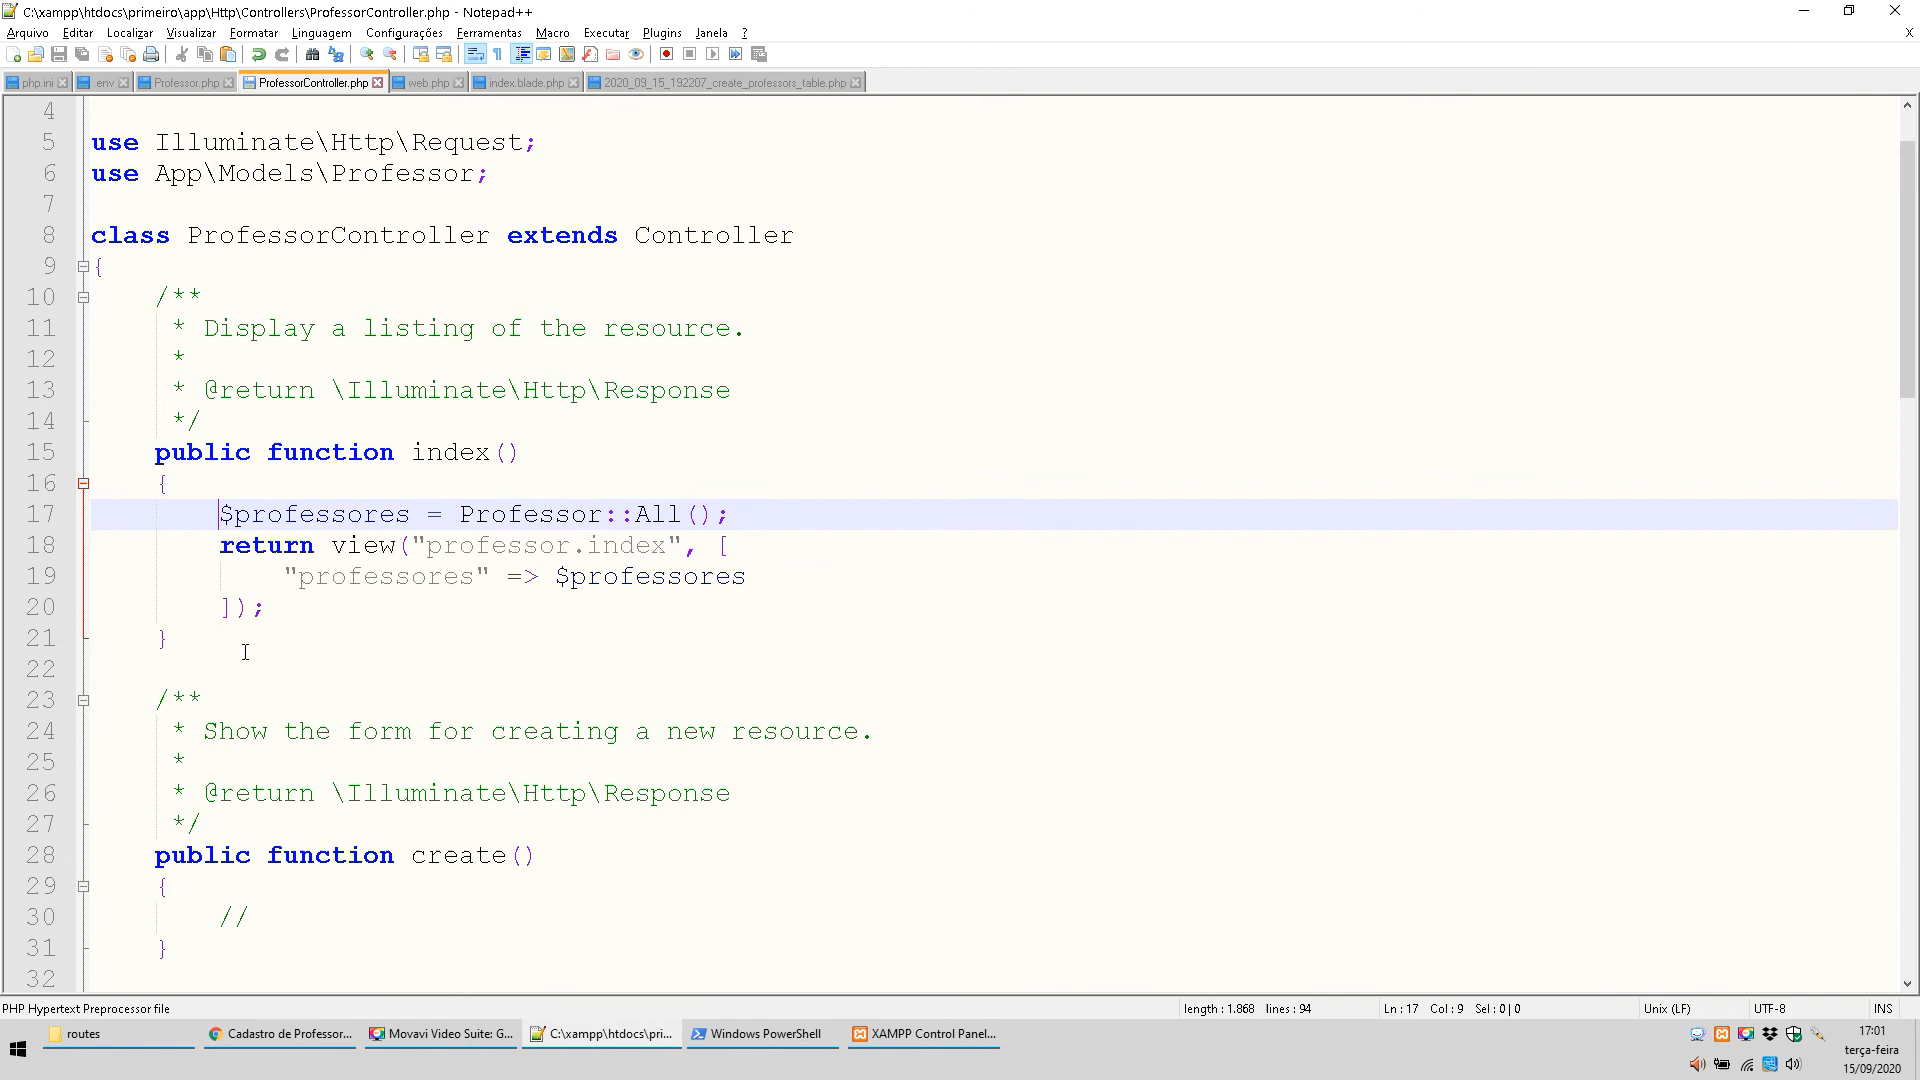 C:\xampp\htdocs\primeiro\app\Http\Controllers\ProfessorController.php - Notepad++
Arquivo Editar Localizar Visualizar Formatar Linguagem Configurações Ferramentas Macro Executar Plugins Janela ? X
php.ini .env Professor.php ProfessorController.php web.php index.blade.php 2020_09_15_192207_create_professors_table.php
4
5 use Illuminate\Http\Request;
6 use App\Models\Professor;
7
8 class ProfessorController extends Controller
9 {
10 /**
11 * Display a listing of the resource.
12 *
13 * @return \Illuminate\Http\Response
14 */
15 public function index()
16 {
17 $professores = Professor::All();
18 return view("professor.index", [
19 "professores" => $professores
20 ]);
21 }
22
23 /**
24 * Show the form for creating a new resource.
25 *
26 * @return \Illuminate\Http\Response
27 */
28 public function create()
29 {
30 //
31 }
32
PHP Hypertext Preprocessor file length : 1.868 lines : 94 Ln : 17 Col : 9 Sel : 0 | 0 Unix (LF) UTF-8 INS
routes Cadastro de Professor... Movavi Video Suite: G... C:\xampp\htdocs\pri... Windows PowerShell XAMPP Control Panel...
17:01
terça-feira
15/09/2020